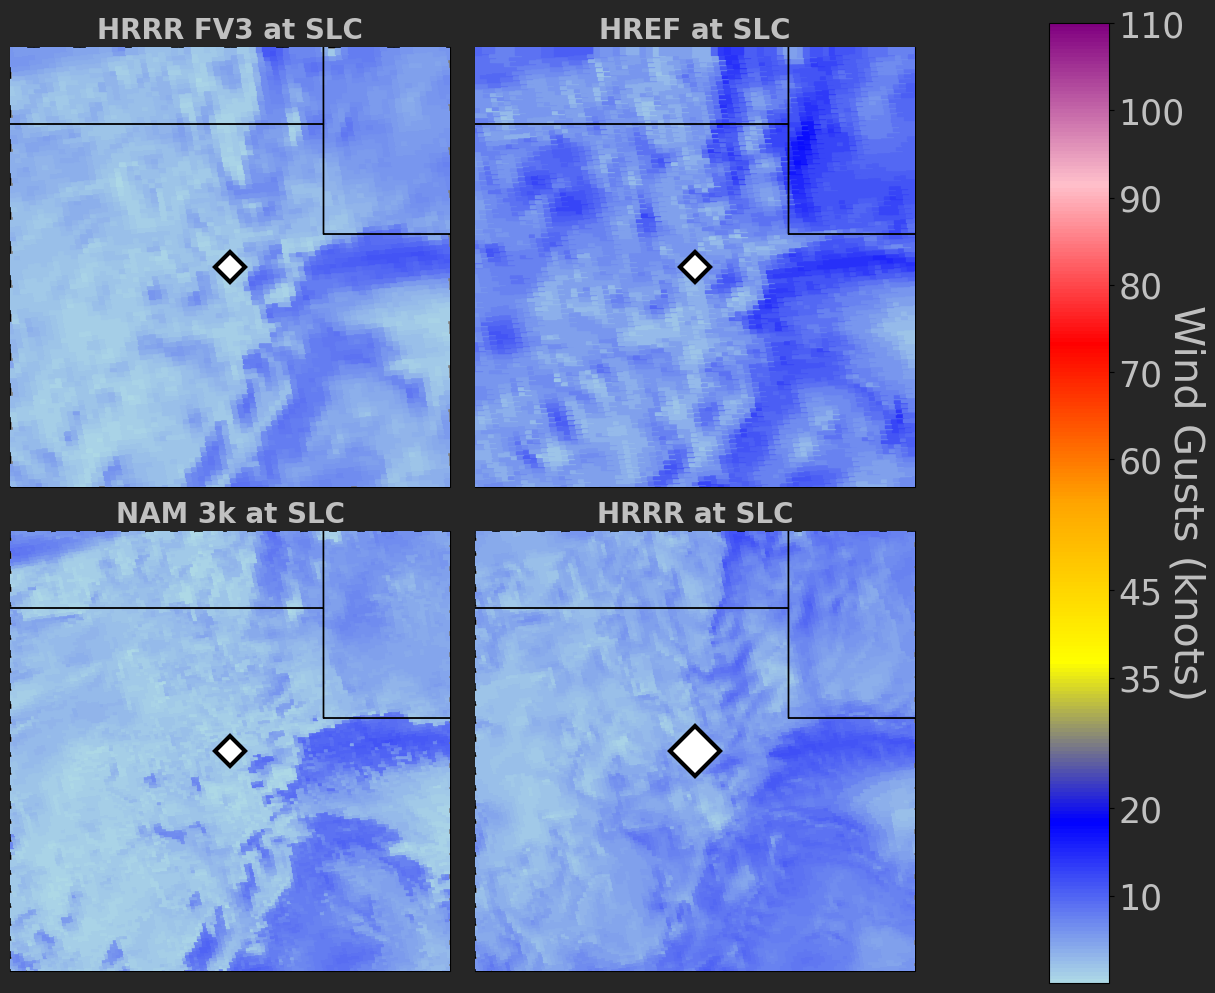 HRRR FV3 at SLC
HREF at SLC
NAM 3k at SLC
HRRR at SLC
110
100
90
80
70
60
45
35
20
10
Wind Gusts (knots)